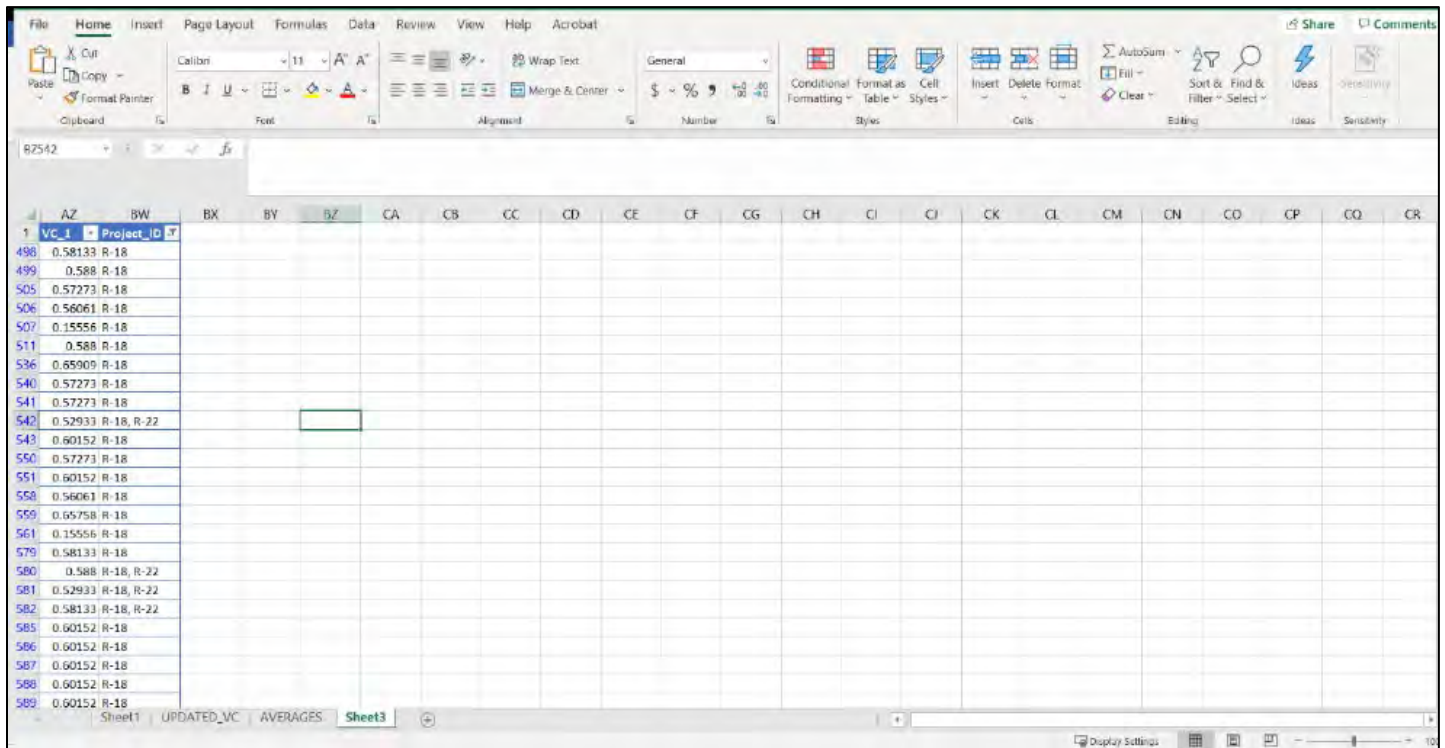 File Home Insert Page Layout Formulas Data Review View Help Acrobat Share Comments
Cut
Copy
Format Painter
Paste
Calibri 11 A^ A˅
B I U A
Wrap Text
Merge & Center
General
$ % 9
Conditional Formatting
Format as Table
Cell Styles
Insert Delete Format
AutoSum
Fill
Clear
Sort & Filter
Find & Select
Ideas
Sensitivity
Clipboard Font Alignment Number Styles Cells Editing Ideas Sensitivity
BZ542 fx
AZ BW BX BY BZ CA CB CC CD CE CF CG CH CI CJ CK CL CM CN CO CP CQ CR
1 VC_1 Project_ID
498 0.58133 R-18
499 0.588 R-18
505 0.57273 R-18
506 0.56061 R-18
507 0.15556 R-18
511 0.588 R-18
536 0.65909 R-18
540 0.57273 R-18
541 0.57273 R-18
542 0.52933 R-18, R-22
543 0.60152 R-18
550 0.57273 R-18
551 0.60152 R-18
558 0.56061 R-18
559 0.65758 R-18
561 0.15556 R-18
579 0.58133 R-18
580 0.588 R-18, R-22
581 0.52933 R-18, R-22
582 0.58133 R-18, R-22
585 0.60152 R-18
586 0.60152 R-18
587 0.60152 R-18
588 0.60152 R-18
589 0.60152 R-18
Sheet1 UPDATED_VC AVERAGES Sheet3
Display Settings